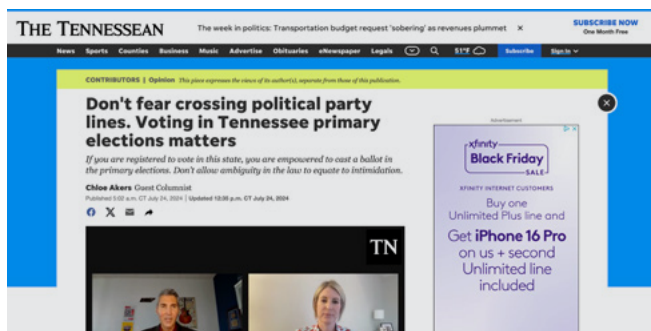 THE TENNESSEAN
The week in politics: Transportation budget request 'sobering' as revenues plummet X
SUBSCRIBE NOW
One Month Free
News Sports Counties Business Music Advertise Obituaries eNewspaper Legals 51°F Subscribe Sign In
CONTRIBUTORS | Opinion This piece expresses the views of its author(s), separate from those of this publication.
Don't fear crossing political party
lines. Voting in Tennessee primary
elections matters
If you are registered to vote in this state, you are empowered to cast a ballot in
the primary elections. Don't allow ambiguity in the law to equate to intimidation.
Chloe Akers Guest Columnist
Published 5:02 a.m. CT July 24, 2024 | Updated 12:35 p.m. CT July 24, 2024
TN
Advertisement
xfinity
Black Friday
SALE
XFINITY INTERNET CUSTOMERS
Buy one
Unlimited Plus line and
Get iPhone 16 Pro
on us + second
Unlimited line
included